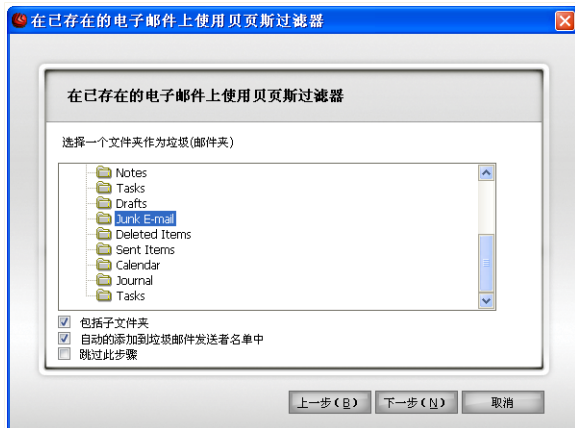 在已存在的电子邮件上使用贝页斯过滤器
在已存在的电子邮件上使用贝页斯过滤器
选择一个文件夹作为垃圾(邮件夹)
Notes
Tasks
Drafts
Junk E-mail
Deleted Items
Sent Items
Calendar
Journal
Tasks
包括子文件夹
自动的添加到垃圾邮件发送者名单中
跳过此步骤
上一步(B) 下一步(N) 取消